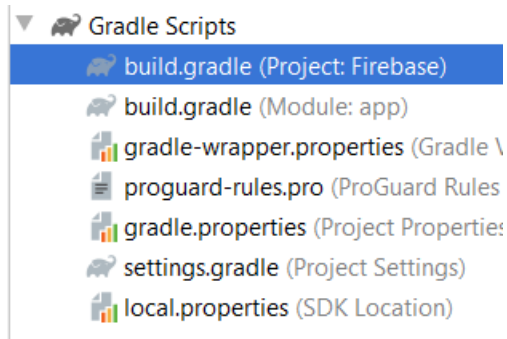 Gradle Scripts
build.gradle (Project: Firebase)
build.gradle (Module: app)
gradle-wrapper.properties (Gradle
proguard-rules.pro (ProGuard Rules
gradle.properties (Project Properties
settings.gradle (Project Settings)
local.properties (SDK Location)